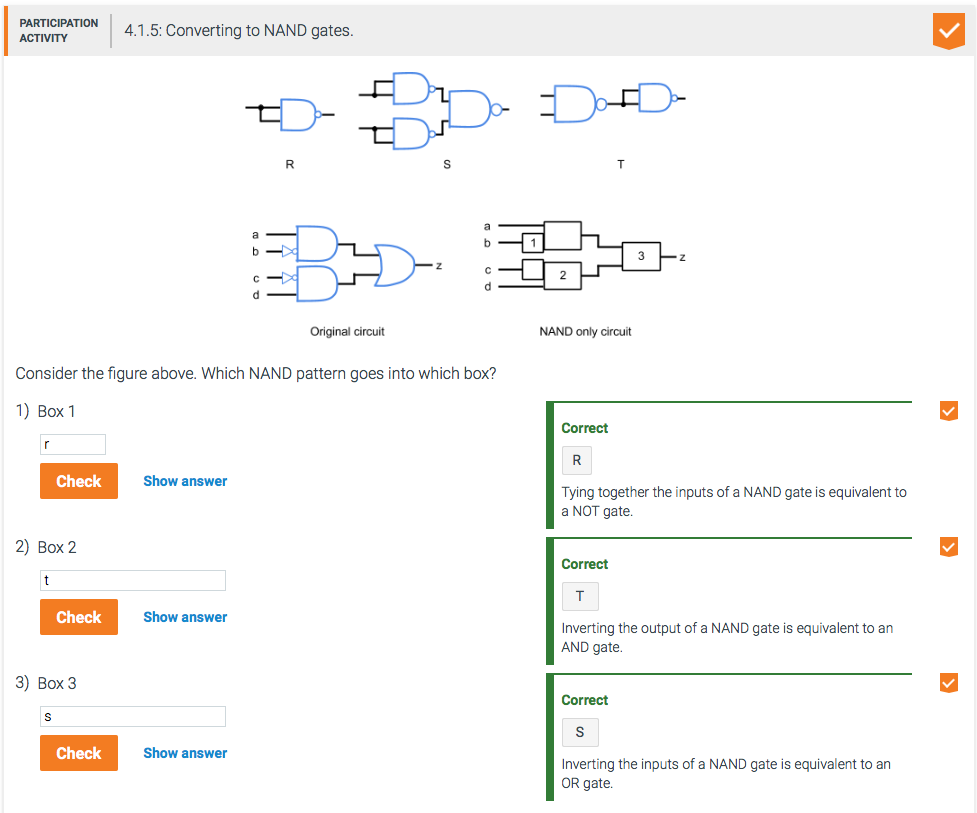 PARTICIPATION
ACTIVITY
4.1.5: Converting to NAND gates.
R
S
T
a
b
c
d
z
a
b
c
d
1
2
3
z
Original circuit
NAND only circuit
Consider the figure above. Which NAND pattern goes into which box?
1) Box 1
r
Check
Show answer
Correct
R
Tying together the inputs of a NAND gate is equivalent to
a NOT gate.
2) Box 2
t
Check
Show answer
Correct
T
Inverting the output of a NAND gate is equivalent to an
AND gate.
3) Box 3
s
Check
Show answer
Correct
S
Inverting the inputs of a NAND gate is equivalent to an
OR gate.